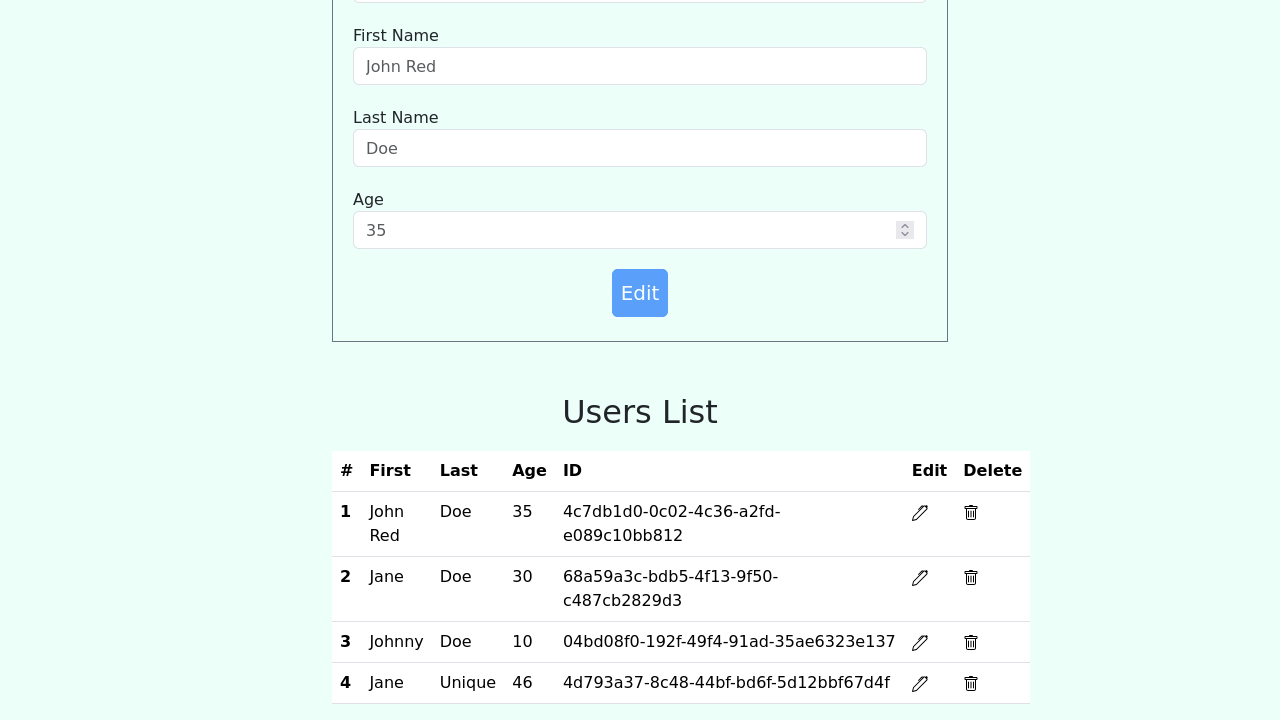 First Name
John Red
Last Name
Doe
Age
35
Edit
Users List
# First Last Age ID Edit Delete
1 John Red Doe 35 4c7db1d0-0c02-4c36-a2fd-e089c10bb812
2 Jane Doe 30 68a59a3c-bdb5-4f13-9f50-c487cb2829d3
3 Johnny Doe 10 04bd08f0-192f-49f4-91ad-35ae6323e137
4 Jane Unique 46 4d793a37-8c48-44bf-bd6f-5d12bbf67d4f